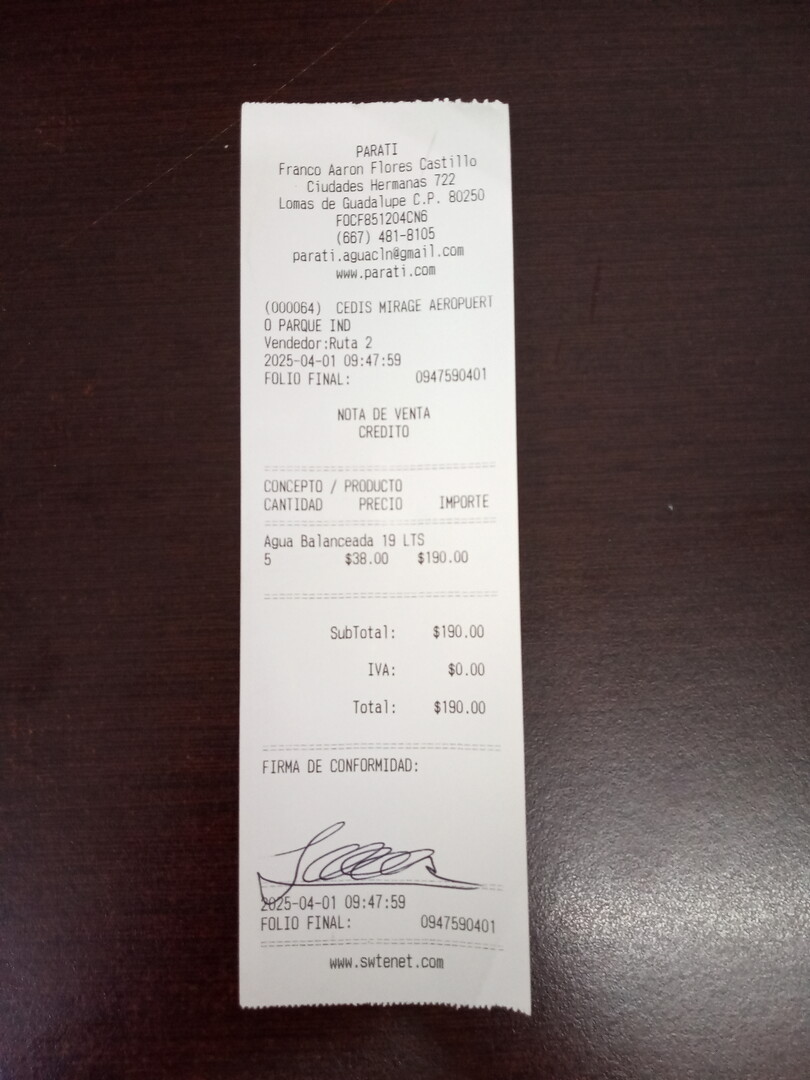 PARATI
Franco Aaron Flores Castillo
Ciudades Hermanas 722
Lomas de Guadalupe C.P. 80250
FOCF851204CN6
(667) 481-8105
parati.aguacln@gmail.com
www.parati.com
(000064) CEDIS MIRAGE AEROPUERT
O PARQUE IND
Vendedor:Ruta 2
2025-04-01 09:47:59
FOLIO FINAL: 0947590401
NOTA DE VENTA
CREDITO
CONCEPTO / PRODUCTO
CANTIDAD PRECIO IMPORTE
Agua Balanceada 19 LTS
5 $38.00 $190.00
SubTotal: $190.00
IVA: $0.00
Total: $190.00
FIRMA DE CONFORMIDAD:
2025-04-01 09:47:59
FOLIO FINAL: 0947590401
www.swtenet.com